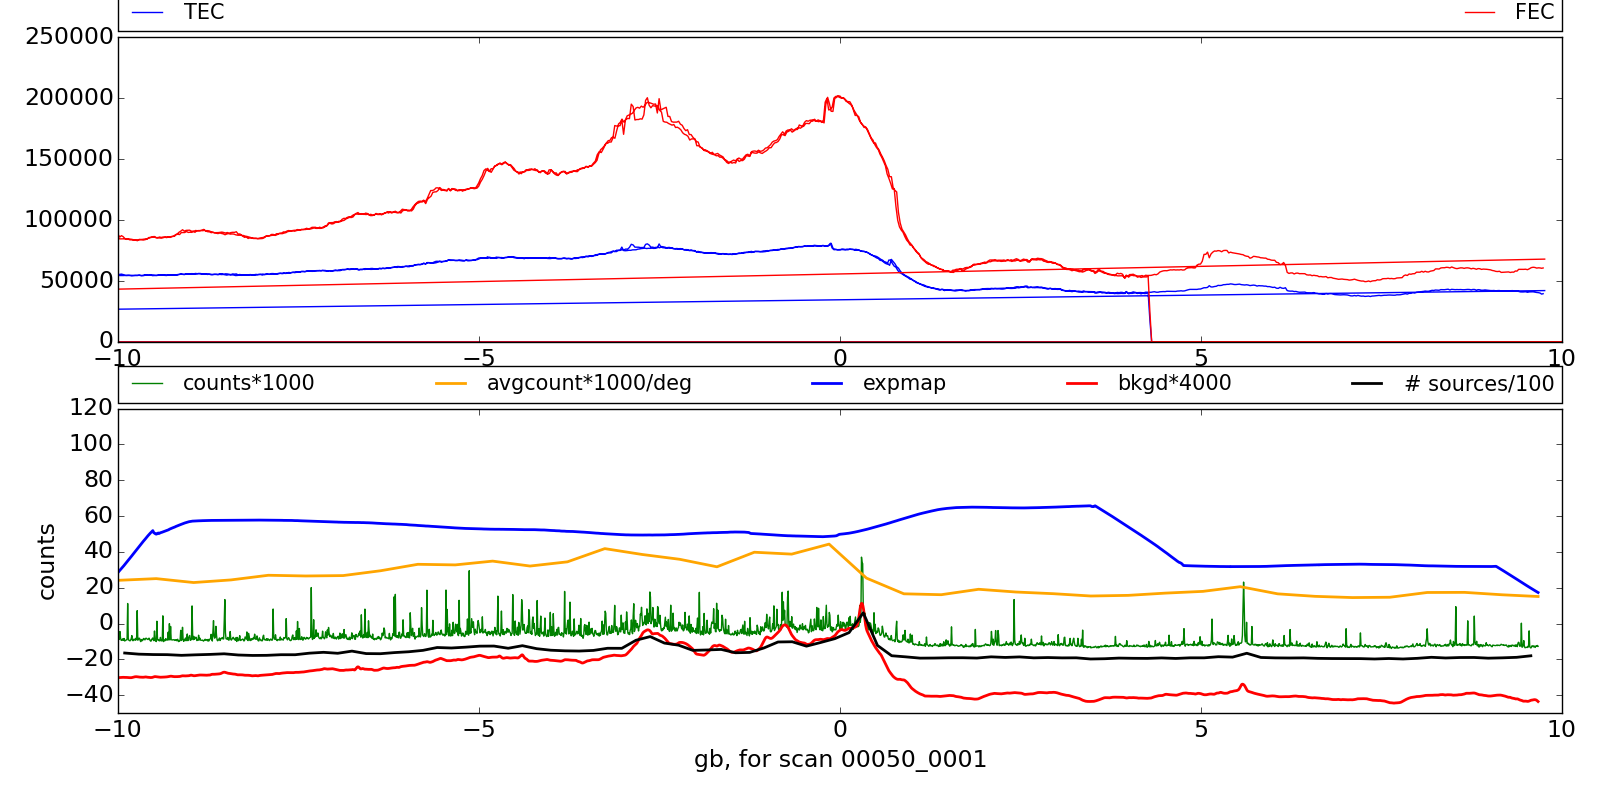 TEC FEC
250000
200000
150000
100000
50000
0
−10 −5 0 5 10
counts*1000 avgcount*1000/deg expmap bkgd*4000 # sources/100
120
100
80
60
40
20
0
−20
−40
counts
−10 −5 0 5 10
gb, for scan 00050_0001